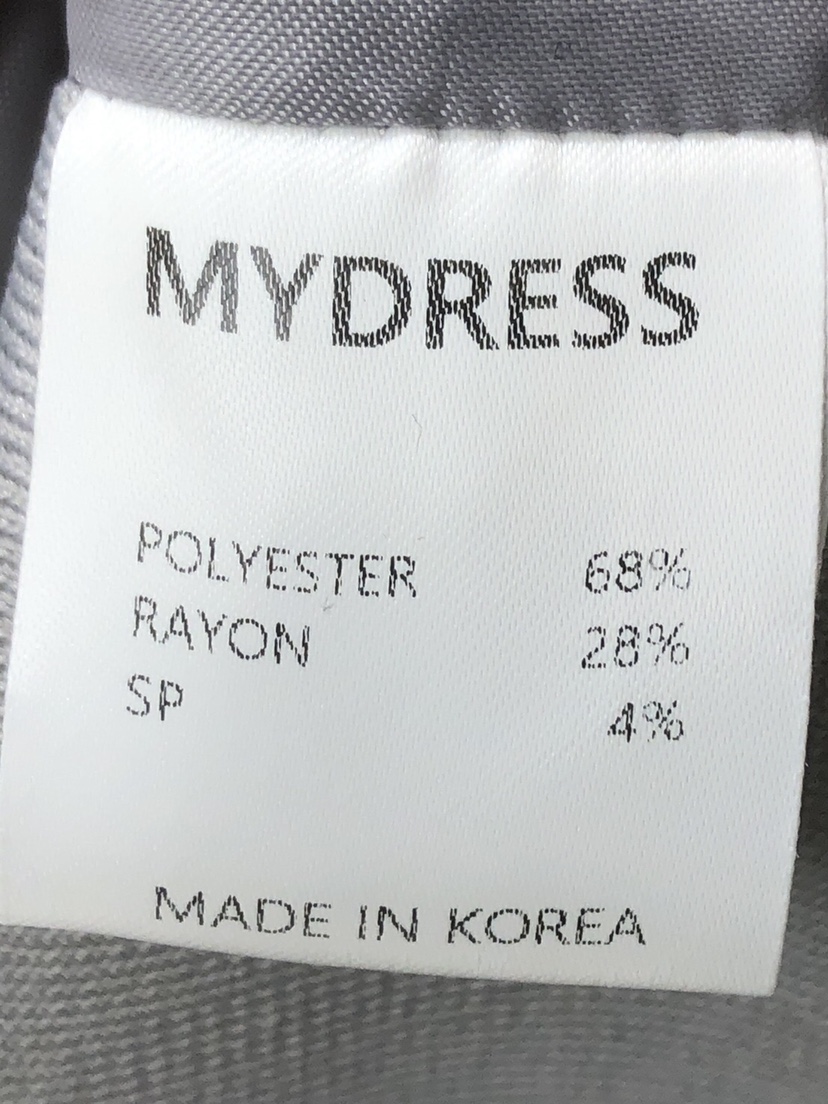 MYDRESS
POLYESTER 68%
RAYON 28%
SP 4%
MADE IN KOREA